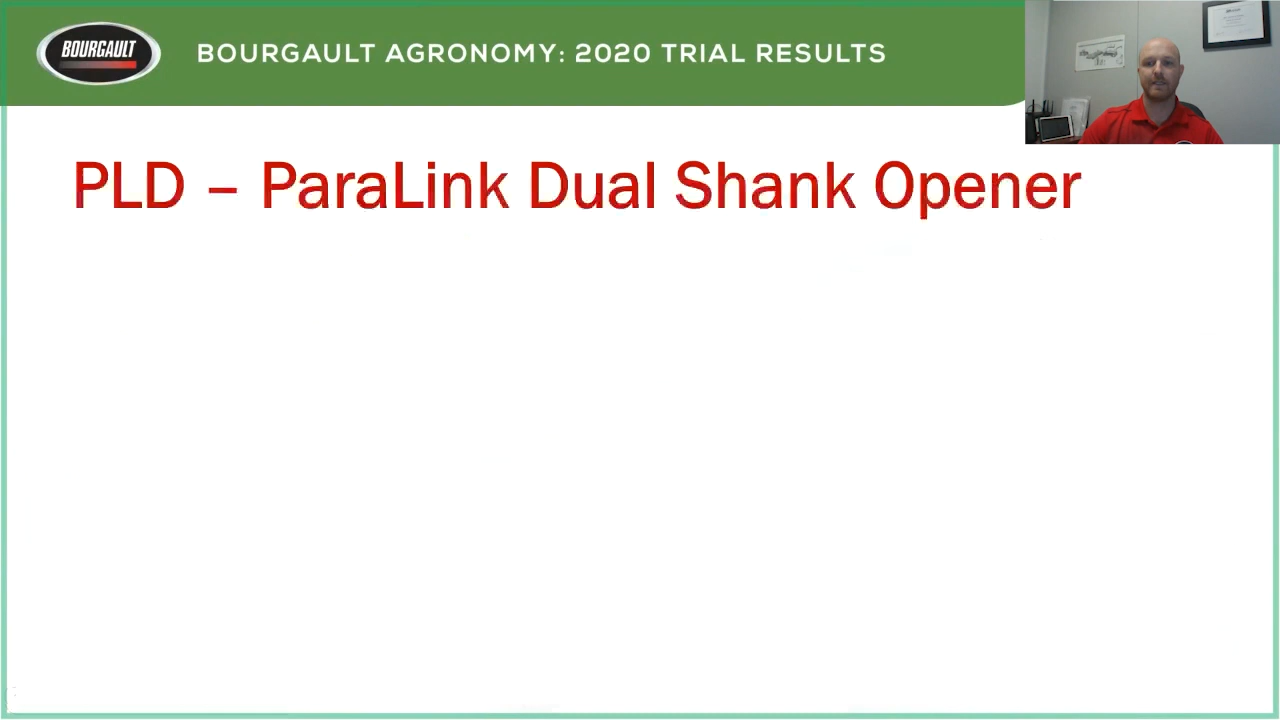 BOURGAULT
BOURGAULT AGRONOMY: 2020 TRIAL RESULTS
PLD – ParaLink Dual Shank Opener